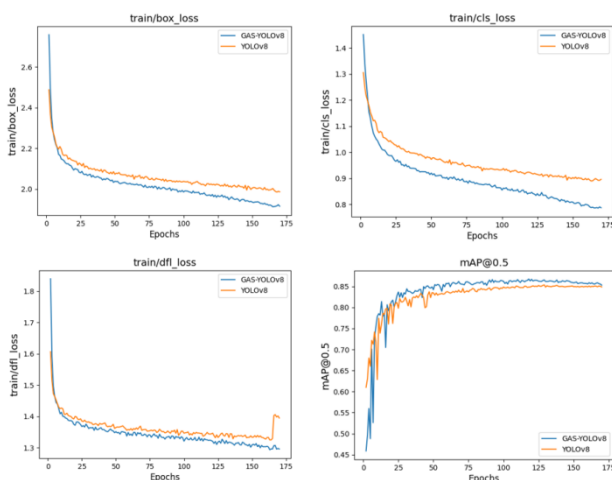 train/box_loss
GAS-YOLOv8
YOLOv8
train/box_loss
2.6
2.4
2.2
2.0
0 25 50 75 100 125 150 175
Epochs
train/cls_loss
GAS-YOLOv8
YOLOv8
train/cls_loss
1.4
1.3
1.2
1.1
1.0
0.9
0.8
0 25 50 75 100 125 150 175
Epochs
train/dfl_loss
GAS-YOLOv8
YOLOv8
train/dfl_loss
1.8
1.7
1.6
1.5
1.4
1.3
0 25 50 75 100 125 150 175
Epochs
mAP@0.5
GAS-YOLOv8
YOLOv8
mAP@0.5
0.85
0.80
0.75
0.70
0.65
0.60
0.55
0.50
0.45
0 25 50 75 100 125 150 175
Epochs